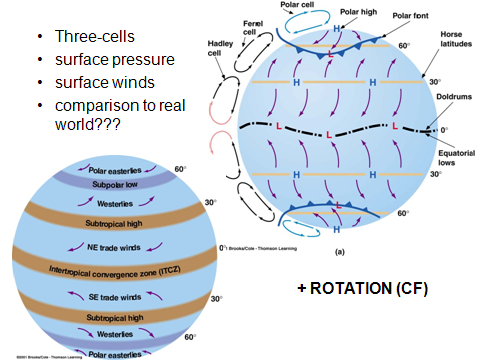 • Three-cells
• surface pressure
• surface winds
• comparison to real
world???
Polar cell
Polar high
Polar font
Ferrel
cell
Hadley
cell
H
60°
L
Horse
latitudes
H
H
30°
Doldrums
L
L
L
0°
Equatorial
lows
H
H
30°
L
60°
H
© Brooks/Cole - Thomson Learning
(a)
Polar easterlies
60°
Subpolar low
Westerlies
30°
Subtropical high
NE trade winds
0°
Intertropical convergence zone (ITCZ)
SE trade winds
30°
Subtropical high
Westerlies
60°
Polar easterlies
©2001 Brooks/Cole - Thomson Learning
+ ROTATION (CF)